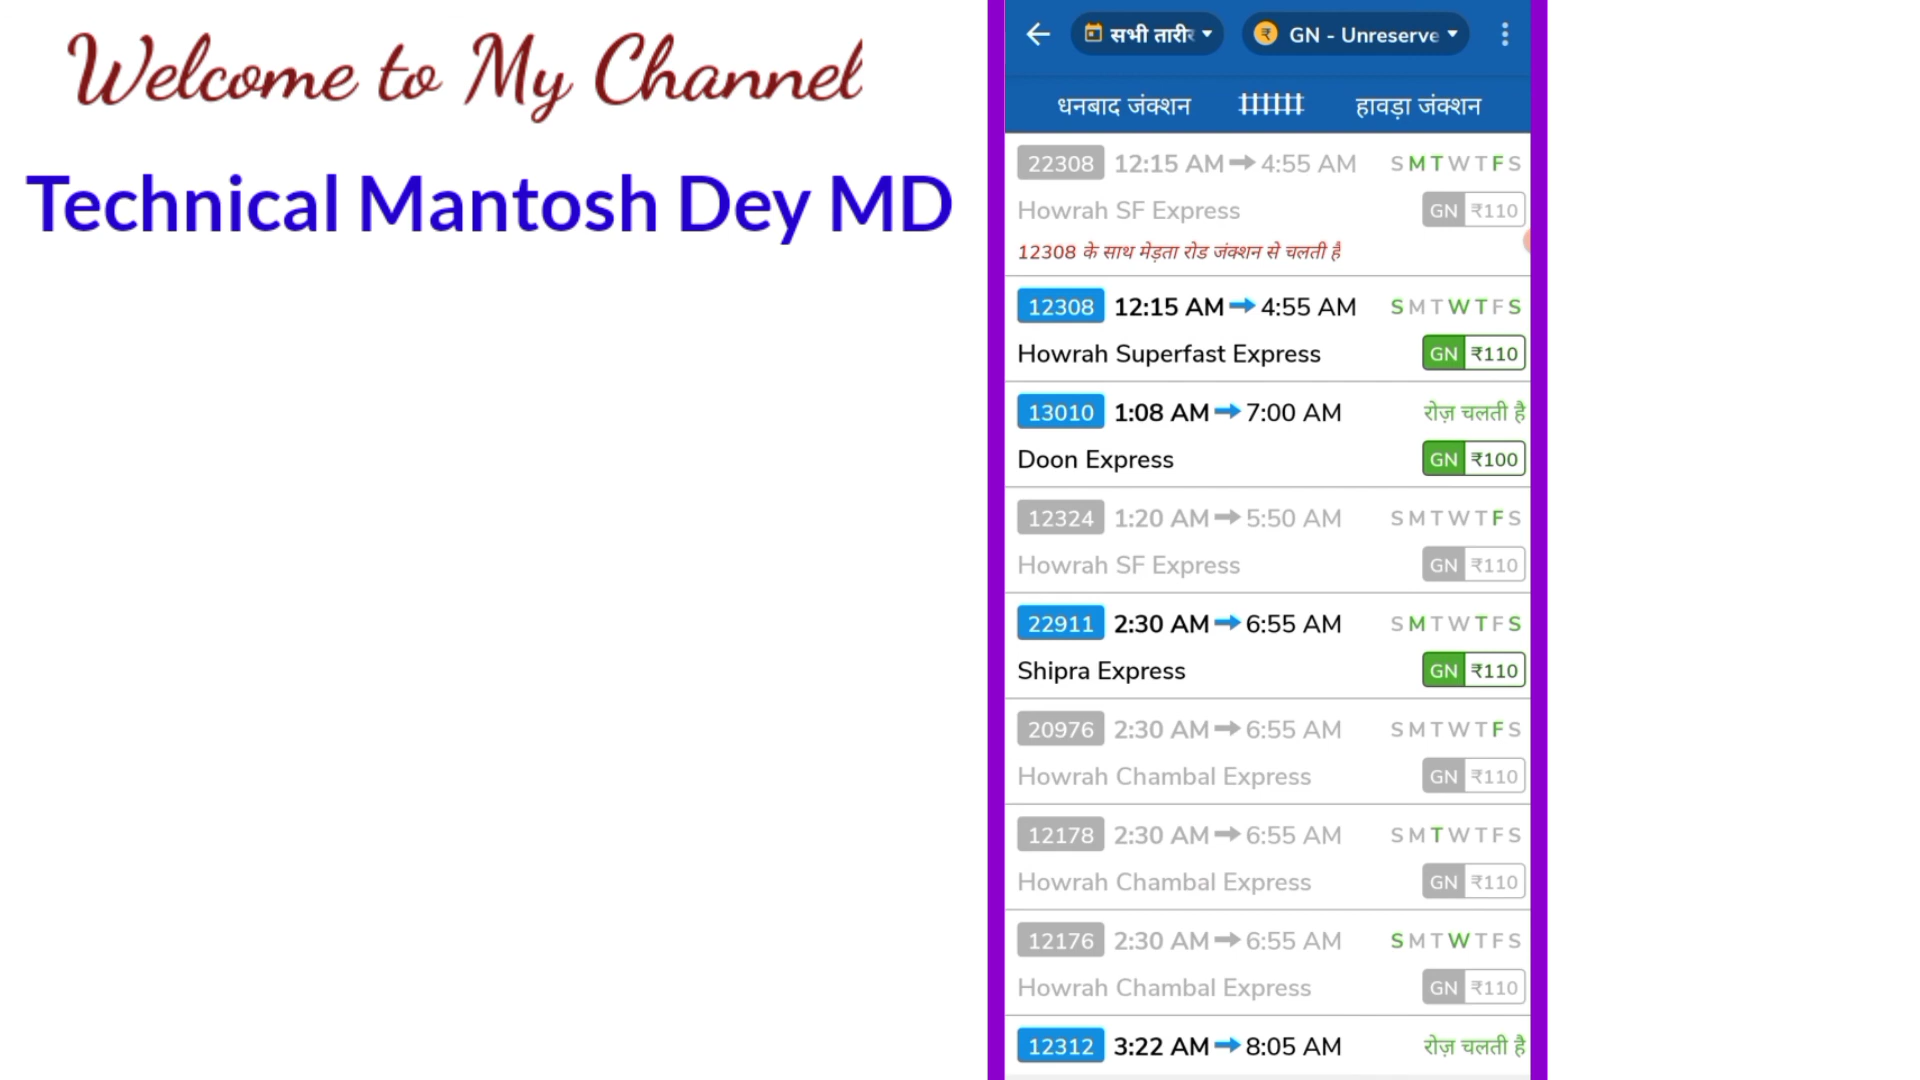 Welcome to My Channel
Technical Mantosh Dey MD
सभी तारीर GN - Unreserve
धनबाद जंक्शन हावड़ा जंक्शन
22308 12:15 AM 4:55 AM S M T W T F S
Howrah SF Express GN ₹110
12308 के साथ मेड़ता रोड जंक्शन से चलती है
12308 12:15 AM 4:55 AM S M T W T F S
Howrah Superfast Express GN ₹110
13010 1:08 AM 7:00 AM रोज़ चलती है
Doon Express GN ₹100
12324 1:20 AM 5:50 AM S M T W T F S
Howrah SF Express GN ₹110
22911 2:30 AM 6:55 AM S M T W T F S
Shipra Express GN ₹110
20976 2:30 AM 6:55 AM S M T W T F S
Howrah Chambal Express GN ₹110
12178 2:30 AM 6:55 AM S M T W T F S
Howrah Chambal Express GN ₹110
12176 2:30 AM 6:55 AM S M T W T F S
Howrah Chambal Express GN ₹110
12312 3:22 AM 8:05 AM रोज़ चलती है